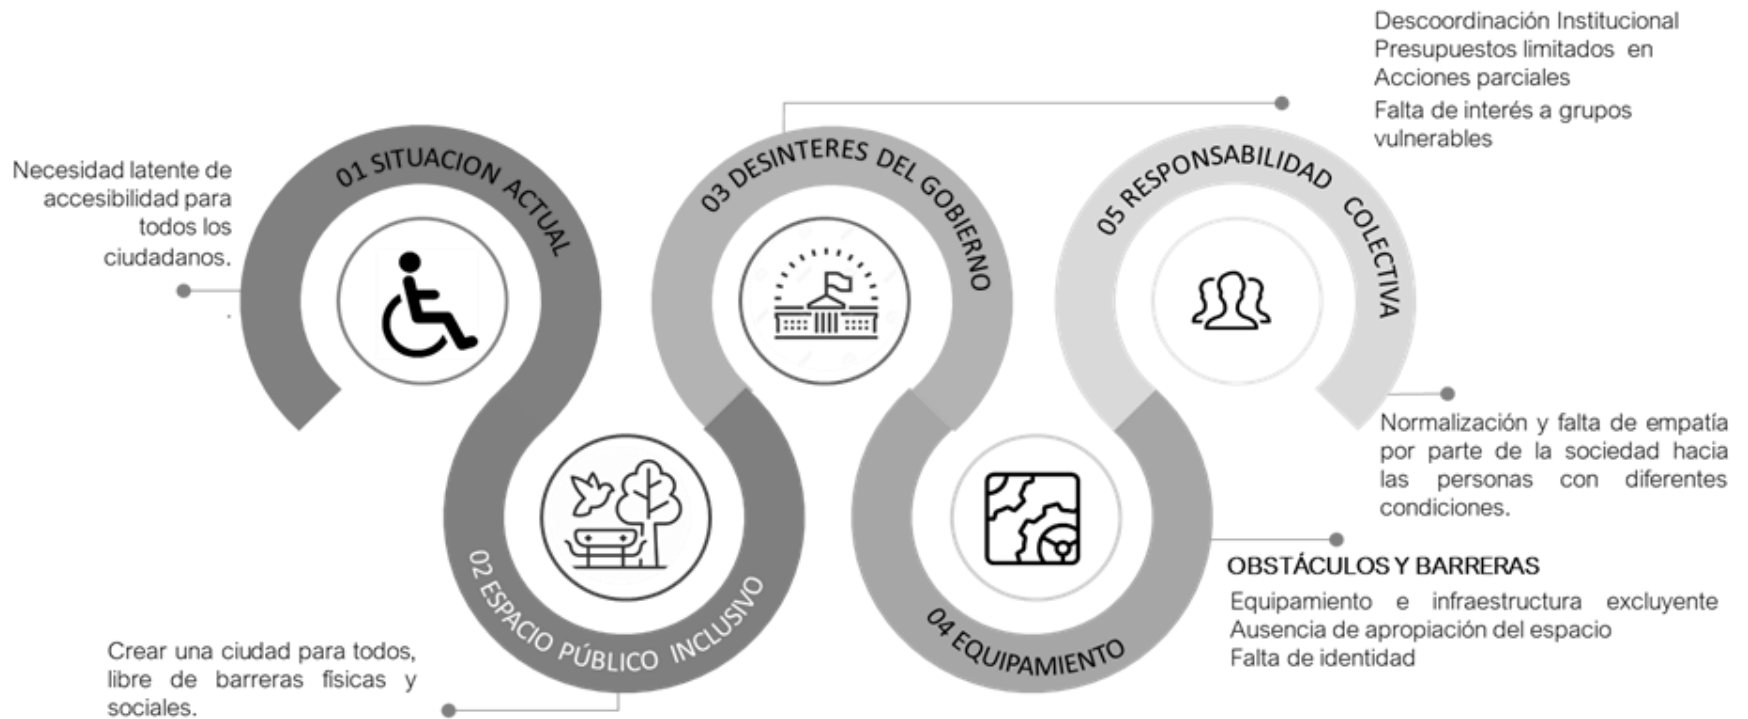 01 SITUACION ACTUAL
Necesidad latente de
accesibilidad para
todos los
ciudadanos.
.
02 ESPACIO PÚBLICO INCLUSIVO
Crear una ciudad para todos,
libre de barreras físicas y
sociales.
03 DESINTERES DEL GOBIERNO
Descoordinación Institucional
Presupuestos limitados en
Acciones parciales
Falta de interés a grupos
vulnerables
04 EQUIPAMIENTO
OBSTÁCULOS Y BARRERAS
Equipamiento e infraestructura excluyente
Ausencia de apropiación del espacio
Falta de identidad
05 RESPONSABILIDAD COLECTIVA
Normalización y falta de empatía
por parte de la sociedad hacia
las personas con diferentes
condiciones.